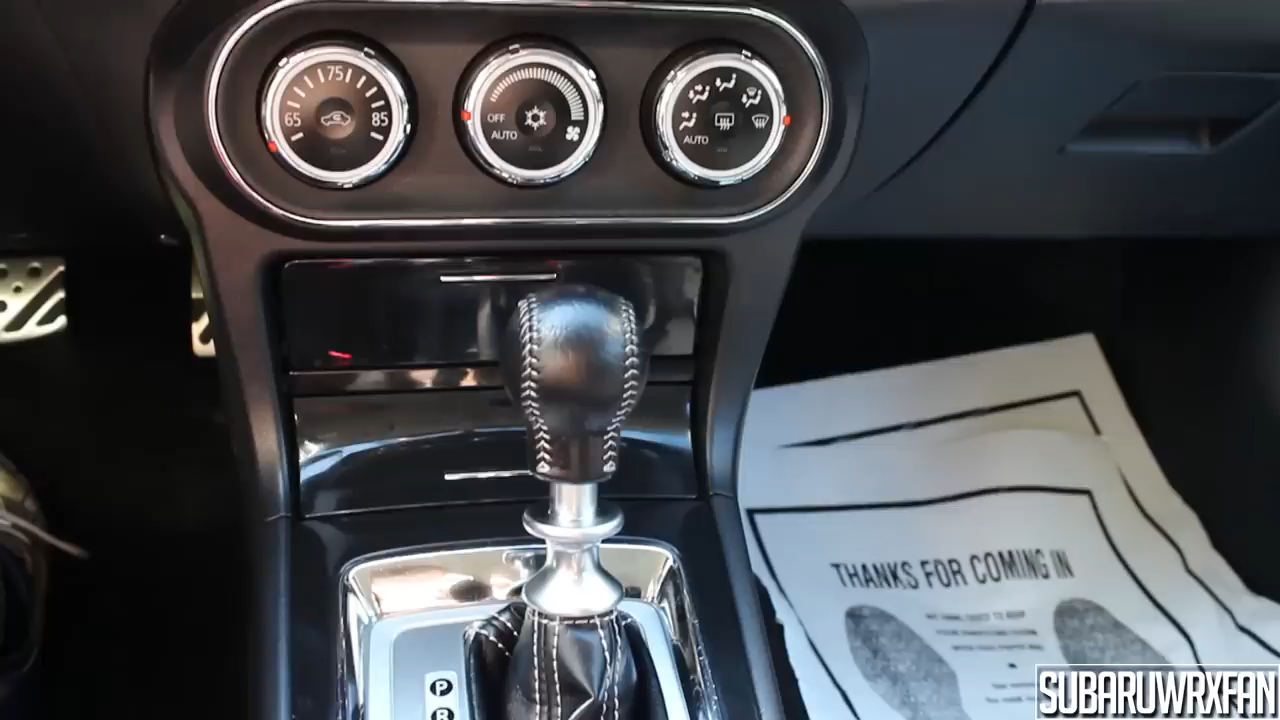 75
65 85
OFF
AUTO
AUTO
THANKS FOR COMING IN
P
R
SUBARUWRXFAN